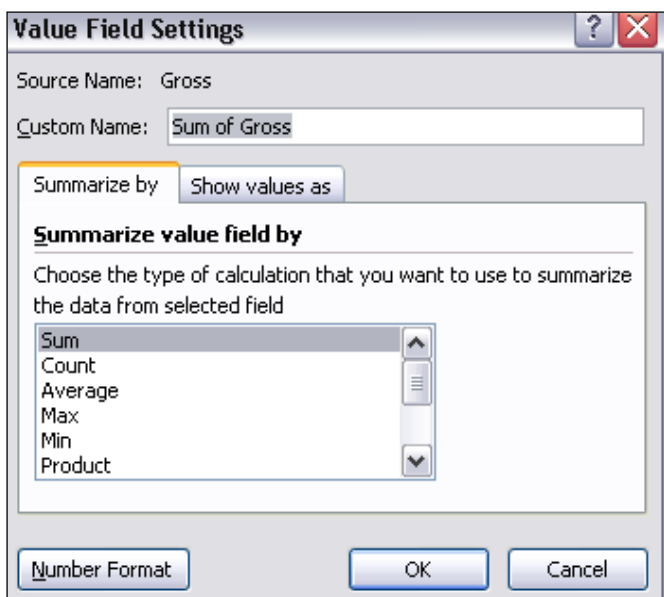 Value Field Settings
Source Name: Gross
Custom Name: Sum of Gross
Summarize by Show values as
Summarize value field by
Choose the type of calculation that you want to use to summarize
the data from selected field
Sum
Count
Average
Max
Min
Product
Number Format OK Cancel